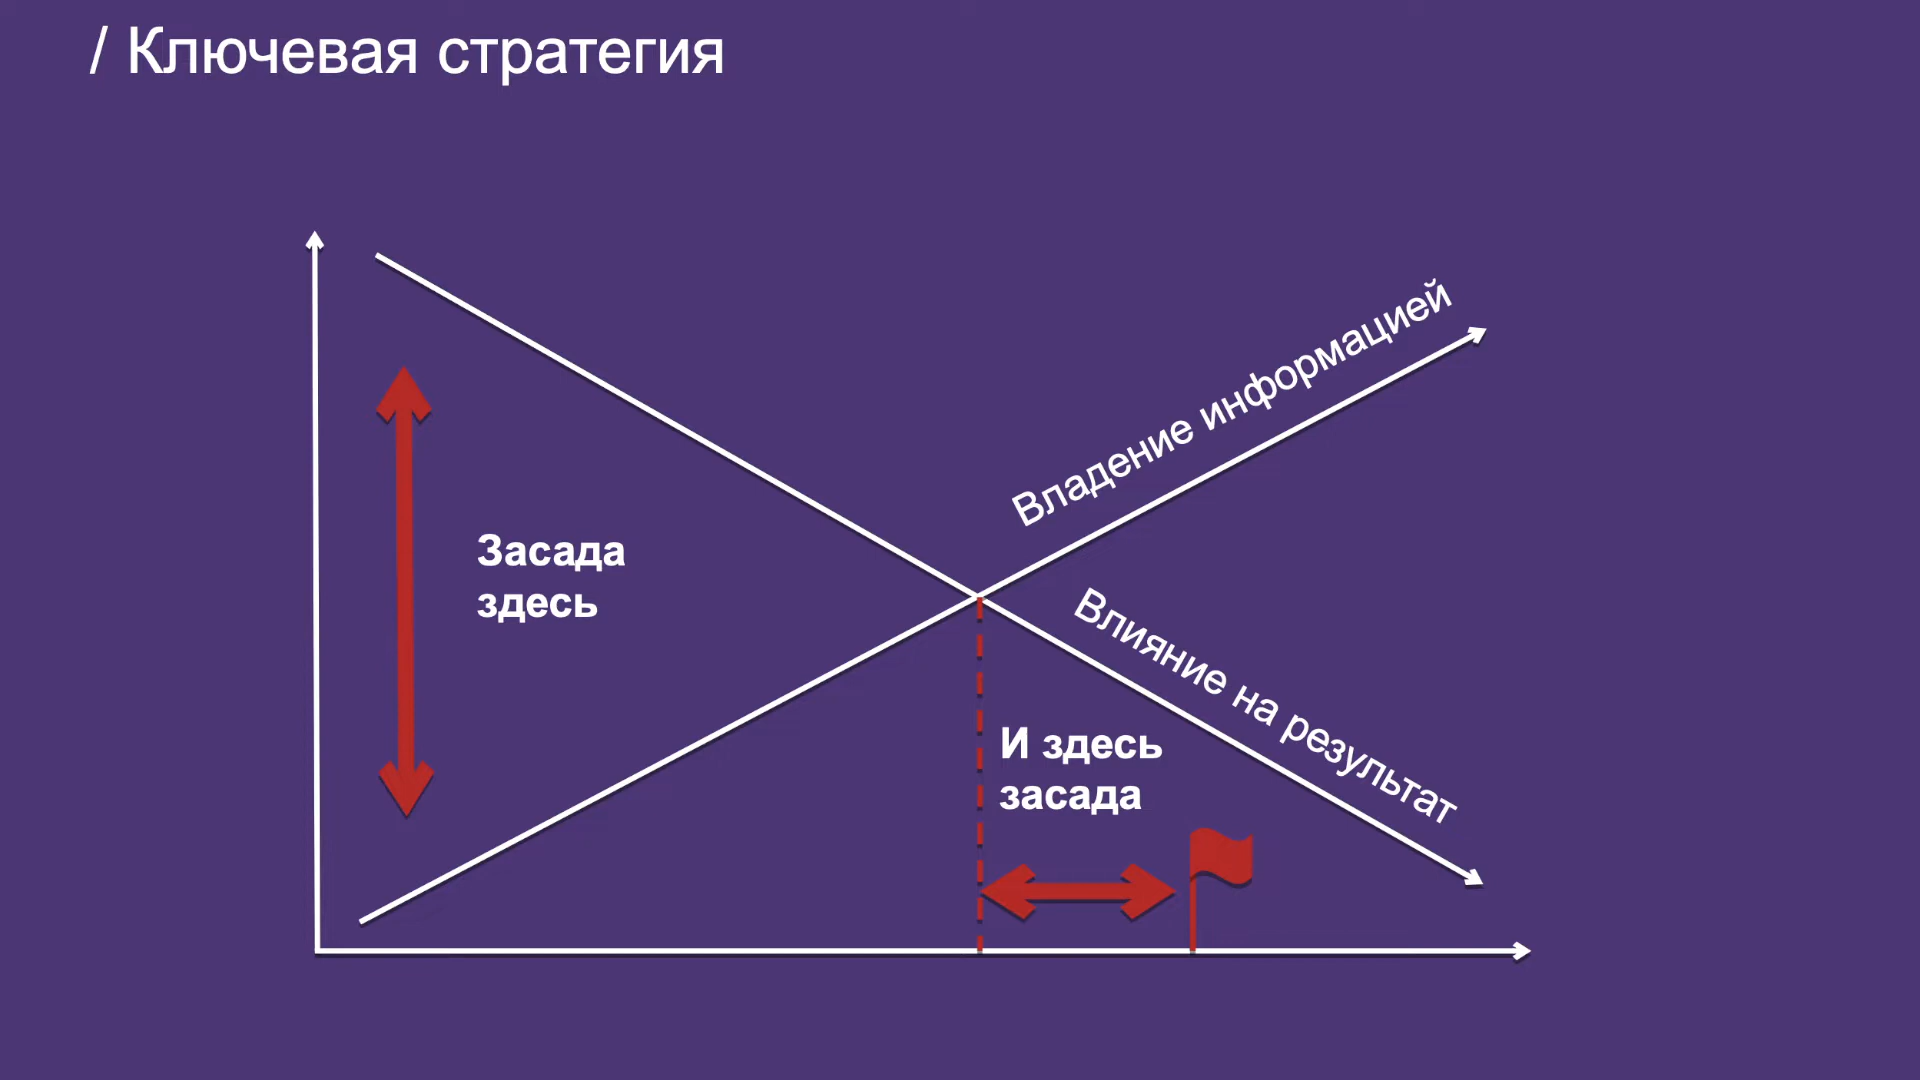 / Ключевая стратегия
Владение информацией
Засада
здесь
Влияние на результат
И здесь
засада